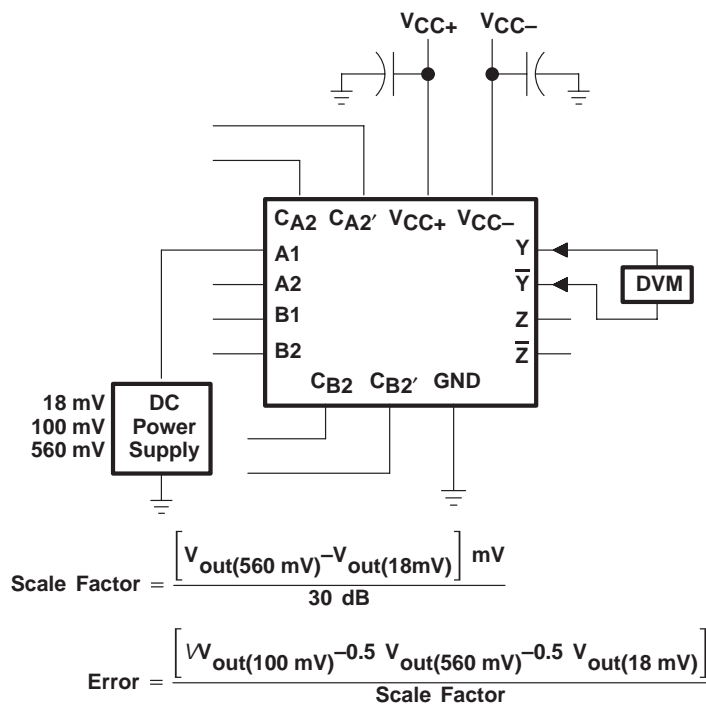 VCC+ VCC–
CA2 CA2′ VCC+ VCC–
A1 Y
A2 Y̅ DVM
B1 Z
B2 Z̅
CB2 CB2′ GND
18 mV DC
100 mV Power
560 mV Supply
Scale Factor = [Vout(560 mV)–Vout(18mV)] mV
30 dB
Error = [VVout(100 mV)–0.5 Vout(560 mV)–0.5 Vout(18 mV)]
Scale Factor